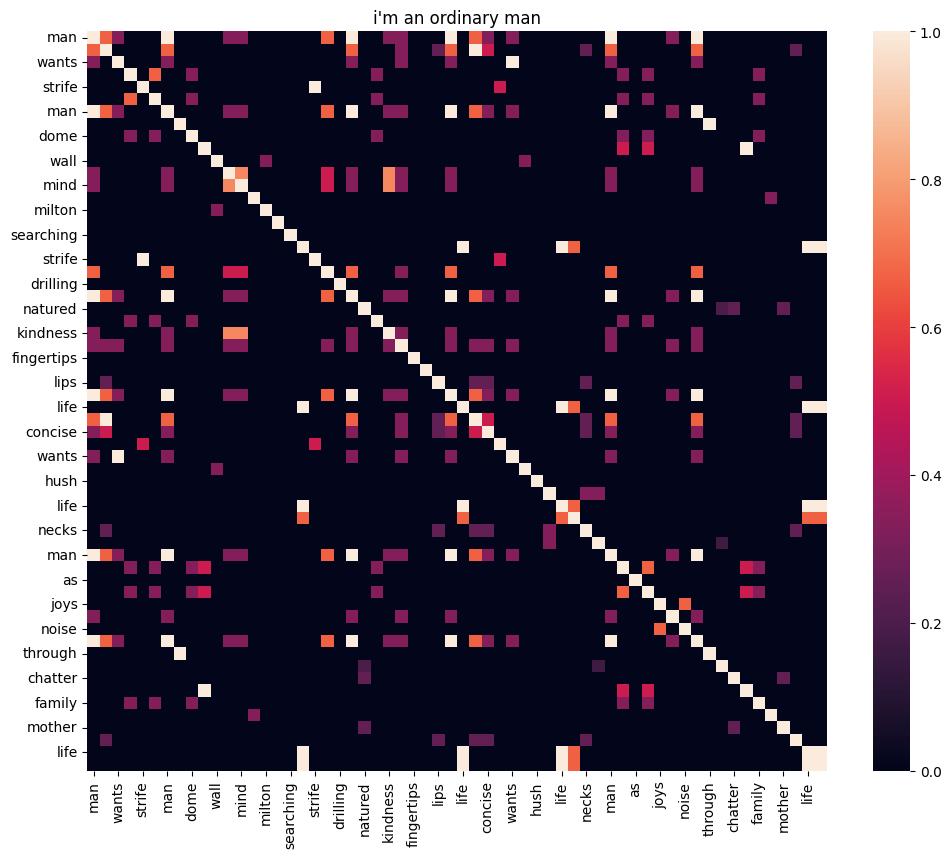 i'm an ordinary man
man
wants
strife
man
dome
wall
mind
milton
searching
strife
drilling
natured
kindness
fingertips
lips
life
concise
wants
hush
life
necks
man
as
joys
noise
through
chatter
family
mother
life
1.0
0.8
0.6
0.4
0.2
0.0
man
wants
strife
man
dome
wall
mind
milton
searching
strife
drilling
natured
kindness
fingertips
lips
life
concise
wants
hush
life
necks
man
as
joys
noise
through
chatter
family
mother
life